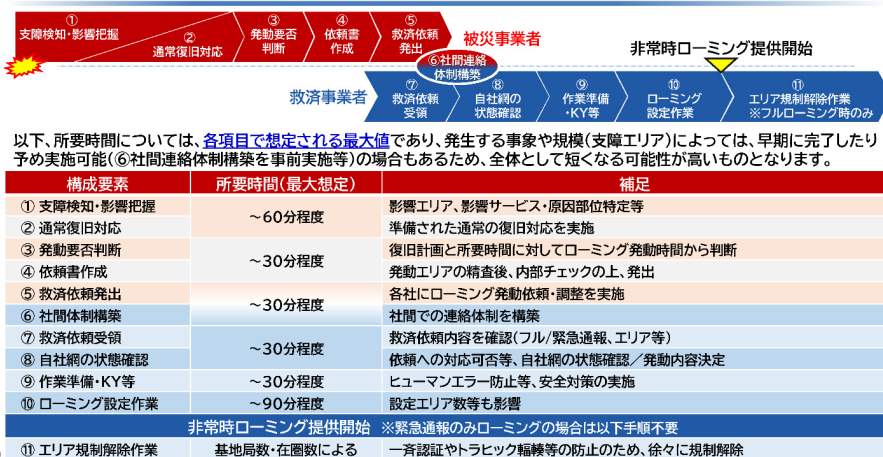 ①
支障検知・影響把握
②
通常復旧対応
③
発動要否
判断
④
依頼書
作成
⑤
救済依頼
発出
被災事業者
⑥社間連絡
体制構築
非常時ローミング提供開始
救済事業者
⑦
救済依頼
受領
⑧
自社網の
状態確認
⑨
作業準備
・KY等
⑩
ローミング
設定作業
⑪
エリア規制解除作業
※フルローミング時のみ
以下、所要時間については、各項目で想定される最大値であり、発生する事象や規模(支障エリア)によっては、早期に完了したり
予め実施可能(⑥社間連絡体制構築を事前実施等)の場合もあるため、全体として短くなる可能性が高いものとなります。
構成要素 所要時間(最大想定) 補足
① 支障検知・影響把握 ~60分程度 影響エリア、影響サービス・原因部位特定等
② 通常復旧対応 準備された通常の復旧対応を実施
③ 発動要否判断 ~30分程度 復旧計画と所要時間に対してローミング発動時間から判断
④ 依頼書作成 発動エリアの精査後、内部チェックの上、発出
⑤ 救済依頼発出 ~30分程度 各社にローミング発動依頼・調整を実施
⑥ 社間体制構築 社間での連絡体制を構築
⑦ 救済依頼受領 ~30分程度 救済依頼内容を確認(フル/緊急通報、エリア等)
⑧ 自社網の状態確認 依頼への対応可否等、自社網の状態確認/発動内容決定
⑨ 作業準備・KY等 ~30分程度 ヒューマンエラー防止等、安全対策の実施
⑩ ローミング設定作業 ~90分程度 設定エリア数等も影響
非常時ローミング提供開始 ※緊急通報のみローミングの場合は以下手順不要
⑪ エリア規制解除作業 基地局数・在圏数による 一斉認証やトラヒック輻輳等の防止のため、徐々に規制解除